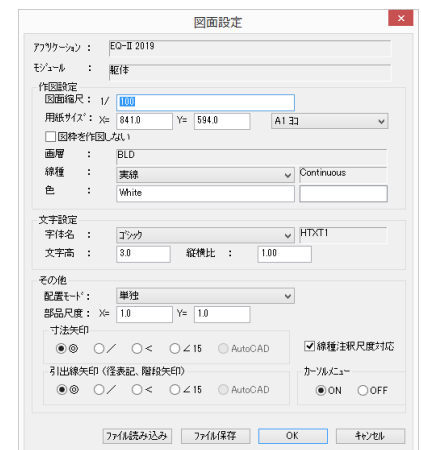 図面設定
ｱﾌﾟﾘｹｰｼｮﾝ : EQ-II 2019
ﾓｼﾞｭｰﾙ : 躯体
作図設定
図面縮尺 : 1/ 100
用紙ｻｲｽﾞ : X= 841.0 Y= 594.0 A1 ﾖｺ
図枠を作図しない
画層 : BLD
線種 : 実線 Continuous
色 : White
文字設定
字体名 : ｺﾞｼｯｸ HTXT1
文字高 : 3.0 縦横比 : 1.00
その他
配置ﾓｰﾄﾞ : 単独
部品尺度 : X= 1.0 Y= 1.0
寸法矢印
◎ ／ ＜ ∠15 AutoCAD
線種注釈尺度対応
引出線矢印 (径表記、階段矢印)
◎ ／ ＜ ∠15 AutoCAD
ｶｰｿﾙﾒﾆｭｰ
ON OFF
ﾌｧｲﾙ読み込み ﾌｧｲﾙ保存 OK ｷｬﾝｾﾙ